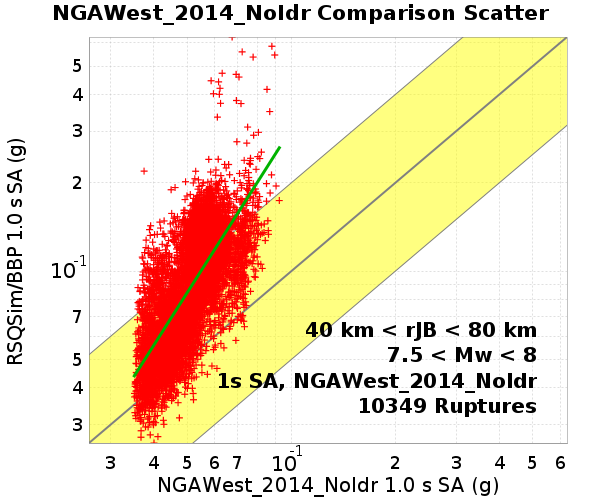 NGAWest_2014_NoIdr Comparison Scatter
RSQSim/BBP 1.0 s SA (g)
5
4
3
2
10-1
7
5
4
3
40 km < rJB < 80 km
7.5 < Mw < 8
1s SA, NGAWest_2014_NoIdr
10349 Ruptures
3 4 5 6 7 10-1 2 3 4 5 6
NGAWest_2014_NoIdr 1.0 s SA (g)